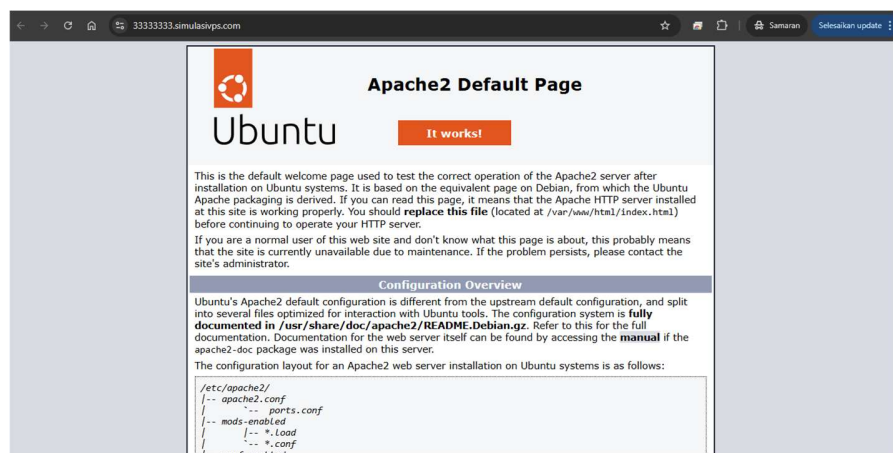 33333333.simulasivps.com
Samaran
Selesaikan update
Apache2 Default Page
Ubuntu
It works!
This is the default welcome page used to test the correct operation of the Apache2 server after
installation on Ubuntu systems. It is based on the equivalent page on Debian, from which the Ubuntu
Apache packaging is derived. If you can read this page, it means that the Apache HTTP server installed
at this site is working properly. You should replace this file (located at /var/www/html/index.html)
before continuing to operate your HTTP server.
If you are a normal user of this web site and don't know what this page is about, this probably means
that the site is currently unavailable due to maintenance. If the problem persists, please contact the
site's administrator.
Configuration Overview
Ubuntu's Apache2 default configuration is different from the upstream default configuration, and split
into several files optimized for interaction with Ubuntu tools. The configuration system is fully
documented in /usr/share/doc/apache2/README.Debian.gz. Refer to this for the full
documentation. Documentation for the web server itself can be found by accessing the manual if the
apache2-doc package was installed on this server.
The configuration layout for an Apache2 web server installation on Ubuntu systems is as follows:
/etc/apache2/
|-- apache2.conf
|       `--  ports.conf
|-- mods-enabled
|       |-- *.load
|       `-- *.conf